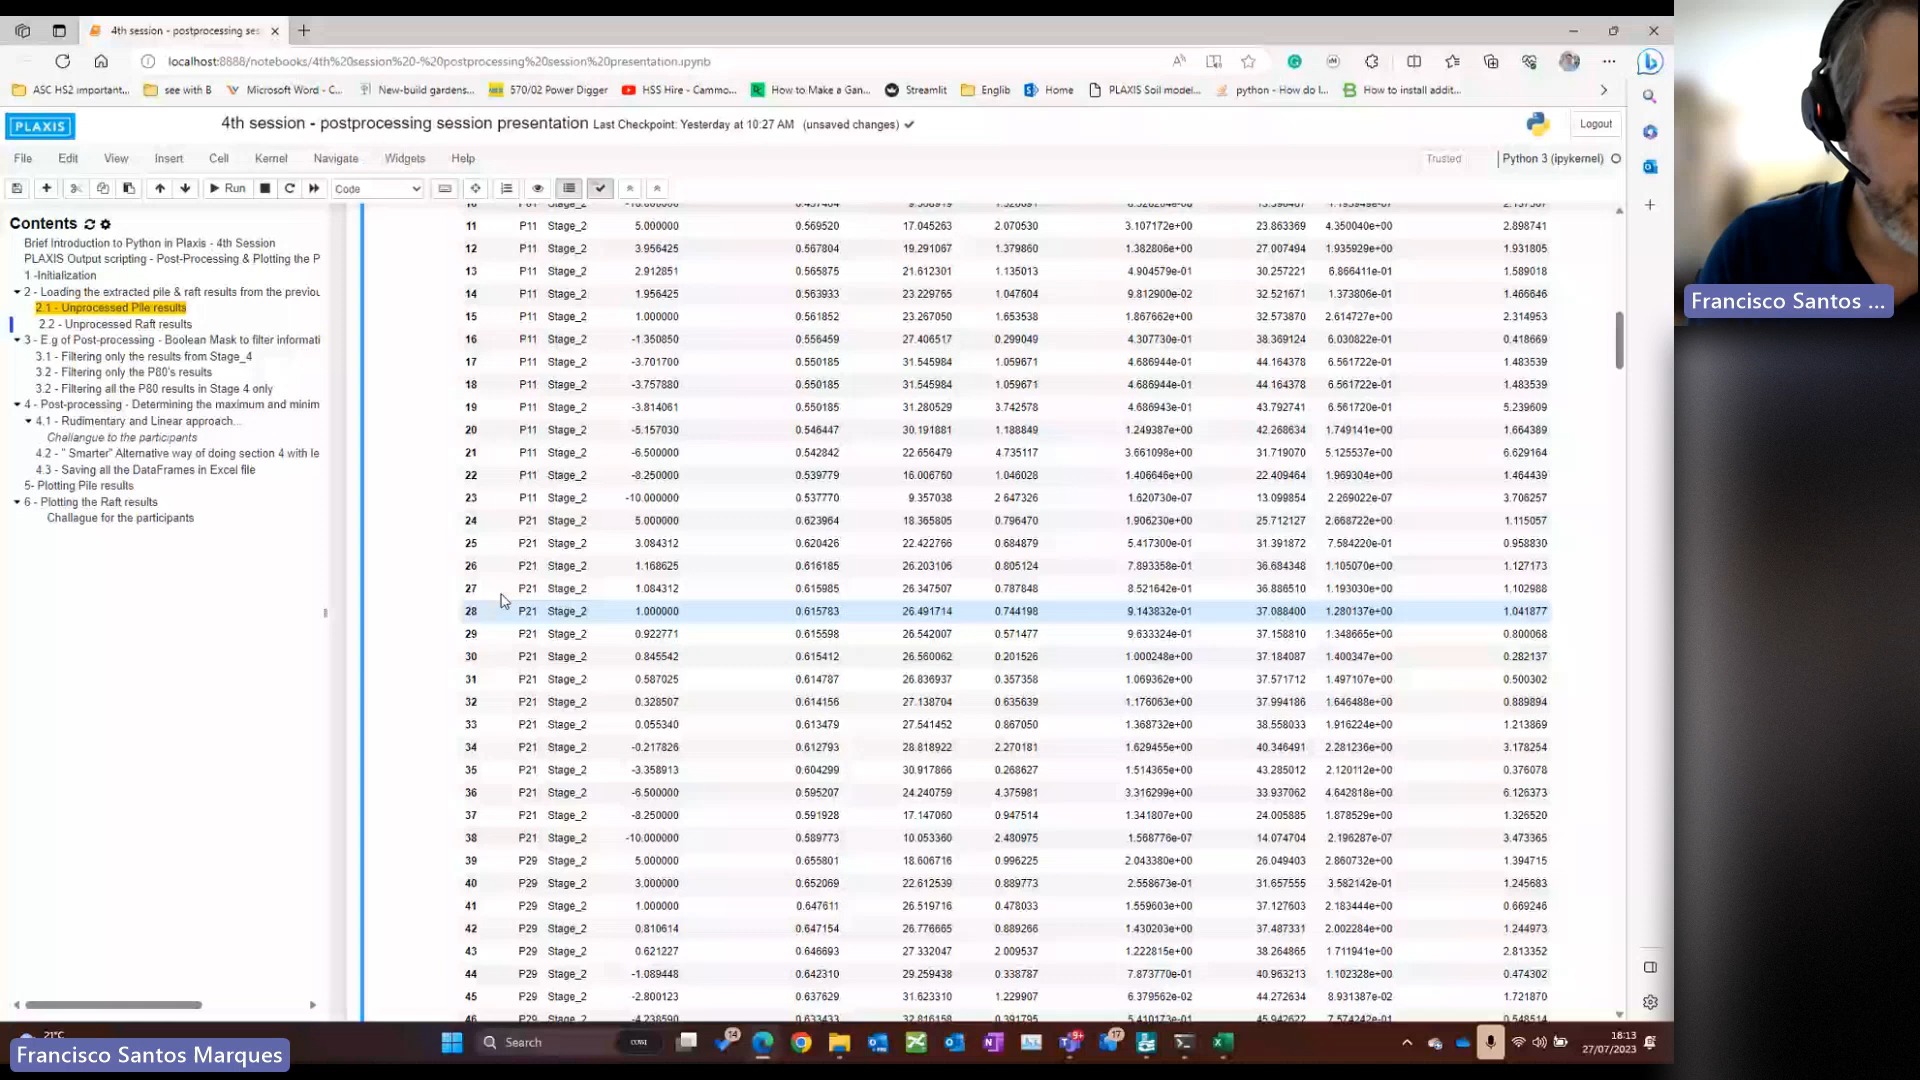 4th session - postprocessing ses
localhost:8888/notebooks/4th%20session%20-%20postprocessing%20session%20presentation.ipynb
ASC HS2 important... see with B Microsoft Word - C... New-build gardens... 570/02 Power Digger HSS Hire - Cammo... How to Make a Gan... Streamlit Englib Home PLAXIS Soil model... python - How do I... How to install addit...
PLAXIS 4th session - postprocessing session presentation Last Checkpoint: Yesterday at 10:27 AM (unsaved changes) Logout
File Edit View Insert Cell Kernel Navigate Widgets Help Trusted Python 3 (ipykernel)
Run Code
Contents
Brief Introduction to Python in Plaxis - 4th Session
PLAXIS Output scripting - Post-Processing & Plotting the P
1 -Initialization
2 - Loading the extracted pile & raft results from the previou
2.1 - Unprocessed Pile results
2.2 - Unprocessed Raft results
3 - E.g of Post-processing - Boolean Mask to filter informati
3.1 - Filtering only the results from Stage_4
3.2 - Filtering only the P80's results
3.2 - Filtering all the P80 results in Stage 4 only
4 - Post-processing - Determining the maximum and minim
4.1 - Rudimentary and Linear approach...
Challangue to the participants
4.2 - " Smarter" Alternative way of doing section 4 with le
4.3 - Saving all the DataFrames in Excel file
5- Plotting Pile results
6 - Plotting the Raft results
Challague for the participants
11 P11 Stage_2 5.000000 0.569520 17.045263 2.070530 3.107172e+00 23.863369 4.350040e+00 2.898741
12 P11 Stage_2 3.956425 0.567804 19.291067 1.379860 1.382806e+00 27.007494 1.935929e+00 1.931805
13 P11 Stage_2 2.912851 0.565875 21.612301 1.135013 4.904579e-01 30.257221 6.866411e-01 1.589018
14 P11 Stage_2 1.956425 0.563933 23.229765 1.047604 9.812900e-02 32.521671 1.373806e-01 1.466646
15 P11 Stage_2 1.000000 0.561852 23.267050 1.653538 1.867662e+00 32.573870 2.614727e+00 2.314953
16 P11 Stage_2 -1.350850 0.556459 27.406517 0.299049 4.307730e-01 38.369124 6.030822e-01 0.418669
17 P11 Stage_2 -3.701700 0.550185 31.545984 1.059671 4.686944e-01 44.164378 6.561722e-01 1.483539
18 P11 Stage_2 -3.757880 0.550185 31.545984 1.059671 4.686944e-01 44.164378 6.561722e-01 1.483539
19 P11 Stage_2 -3.814061 0.550185 31.280529 3.742578 4.686943e-01 43.792741 6.561720e-01 5.239609
20 P11 Stage_2 -5.157030 0.546447 30.191881 1.188849 1.249387e+00 42.268634 1.749141e+00 1.664389
21 P11 Stage_2 -6.500000 0.542842 22.656479 4.735117 3.661098e-01 31.719070 5.125537e-01 6.629164
22 P11 Stage_2 -8.250000 0.539779 16.006760 1.046028 1.406646e+00 22.409464 1.969304e+00 1.464439
23 P11 Stage_2 -10.000000 0.537770 9.357038 2.647326 1.620730e-07 13.099854 2.269022e-07 3.706257
24 P21 Stage_2 5.000000 0.623964 18.365805 0.796470 1.906230e+00 25.712127 2.668722e+00 1.115057
25 P21 Stage_2 3.084312 0.620426 22.422766 0.684879 5.417300e-01 31.391872 7.584220e-01 0.958830
26 P21 Stage_2 1.168625 0.616185 26.203106 0.805124 7.893358e-01 36.684348 1.105070e+00 1.127173
27 P21 Stage_2 1.084312 0.615985 26.347507 0.787848 8.521642e-01 36.886510 1.193030e+00 1.102988
28 P21 Stage_2 1.000000 0.615783 26.491714 0.744198 9.143832e-01 37.088400 1.280137e+00 1.041877
29 P21 Stage_2 0.922771 0.615598 26.542007 0.571477 9.633324e-01 37.158810 1.348665e+00 0.800068
30 P21 Stage_2 0.845542 0.615412 26.560062 0.201526 1.000248e+00 37.184087 1.400347e+00 0.282137
31 P21 Stage_2 0.587025 0.614787 26.836937 0.357358 1.069362e+00 37.571712 1.497107e+00 0.500302
32 P21 Stage_2 0.328507 0.614156 27.138704 0.635639 1.176063e+00 37.994186 1.646488e+00 0.889894
33 P21 Stage_2 0.055340 0.613479 27.541452 0.867050 1.368732e+00 38.558033 1.916224e+00 1.213869
34 P21 Stage_2 -0.217826 0.612793 28.818922 2.270181 1.629455e+00 40.346491 2.281236e+00 3.178254
35 P21 Stage_2 -3.358913 0.604299 30.917866 0.268627 1.514365e+00 43.285012 2.120112e+00 0.376078
36 P21 Stage_2 -6.500000 0.595207 24.240759 4.375981 3.316299e+00 33.937062 4.642818e+00 6.126373
37 P21 Stage_2 -8.250000 0.591928 17.147060 0.947514 1.341807e+00 24.005885 1.878529e+00 1.326520
38 P21 Stage_2 -10.000000 0.589773 10.053360 2.480975 1.568776e-07 14.074704 2.196287e-07 3.473365
39 P29 Stage_2 5.000000 0.655801 18.606716 0.996225 2.043380e+00 26.049403 2.860732e+00 1.394715
40 P29 Stage_2 3.000000 0.652069 22.612539 0.889773 2.558673e-01 31.657555 3.582142e-01 1.245683
41 P29 Stage_2 1.000000 0.647611 26.519716 0.478033 1.559603e+00 37.127603 2.183444e+00 0.669246
42 P29 Stage_2 0.810614 0.647154 26.776665 0.889266 1.430203e+00 37.487331 2.002284e+00 1.244973
43 P29 Stage_2 0.621227 0.646693 27.332047 2.009537 1.222815e+00 38.264865 1.711941e+00 2.813352
44 P29 Stage_2 -1.089448 0.642310 29.259438 0.338787 7.873770e-01 40.963213 1.102328e+00 0.474302
45 P29 Stage_2 -2.800123 0.637629 31.623310 1.229907 6.379562e-02 44.272634 8.931387e-02 1.721870
46 P29 Stage_2 -4.238590 0.633433 32.816158 0.391795 5.410173e-01 45.942622 7.574242e-01 0.548514
21°C
Search
18:13
27/07/2023
Francisco Santos Marques
Francisco Santos ...